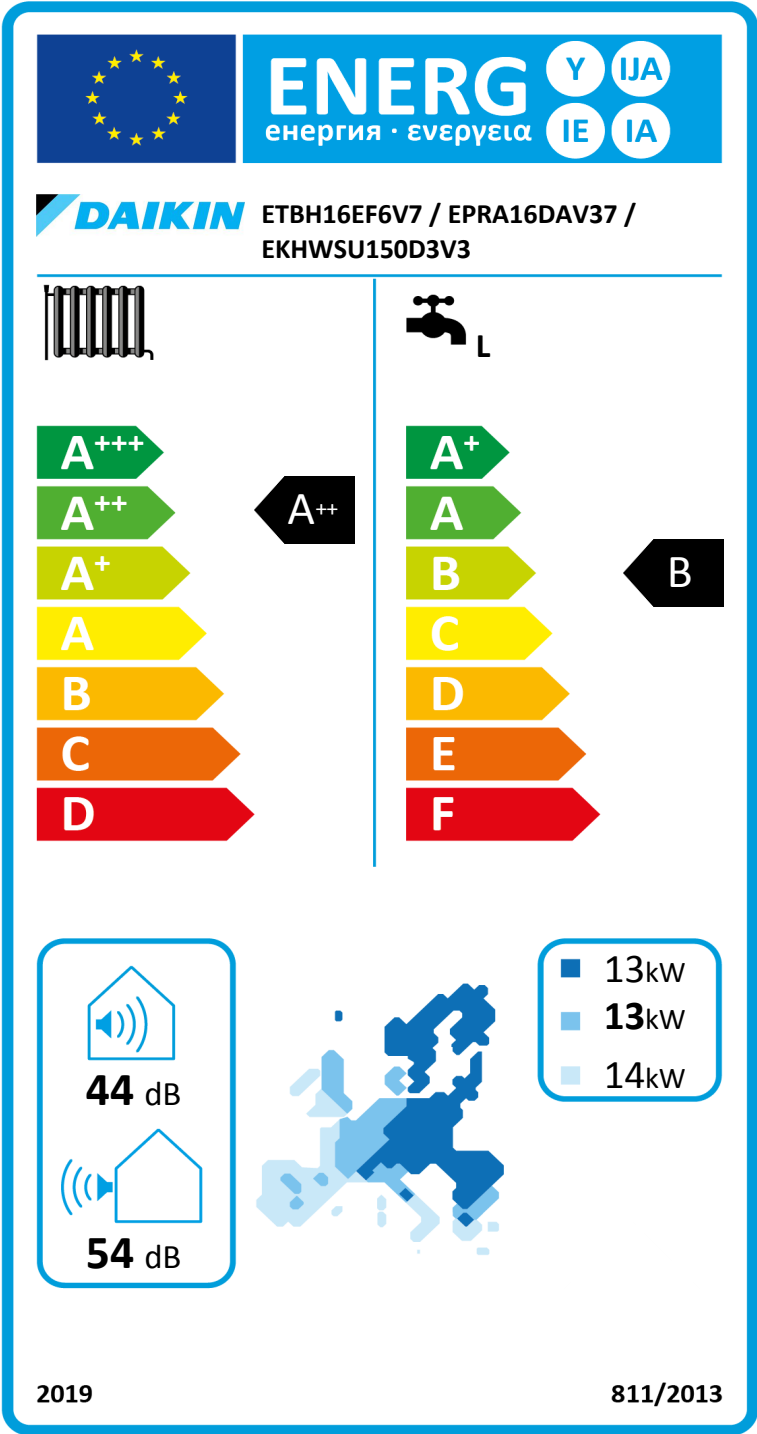 ENERG
енергия · ενεργεια
Y IJA
IE IA
DAIKIN
ETBH16EF6V7 / EPRA16DAV37 /
EKHWSU150D3V3
L
A+++
A++
A+
A
B
C
D
A++
A+
A
B
C
D
E
F
B
44 dB
54 dB
13kW
13kW
14kW
2019
811/2013